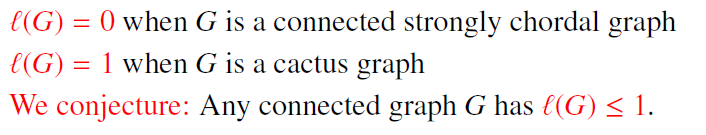 ℓ(G) = 0 when G is a connected strongly chordal graph
ℓ(G) = 1 when G is a cactus graph
We conjecture: Any connected graph G has ℓ(G) ≤ 1.